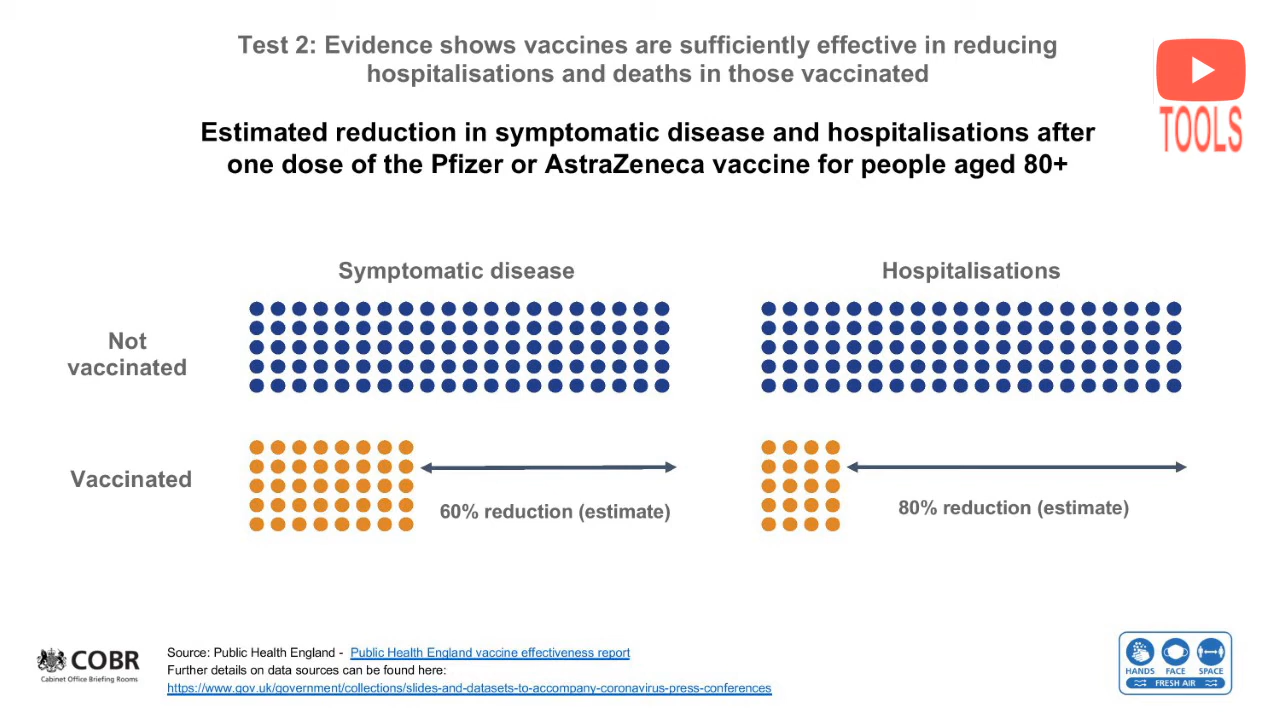 Test 2: Evidence shows vaccines are sufficiently effective in reducing
hospitalisations and deaths in those vaccinated
TOOLS
Estimated reduction in symptomatic disease and hospitalisations after
one dose of the Pfizer or AstraZeneca vaccine for people aged 80+
Symptomatic disease
Hospitalisations
Not
vaccinated
Vaccinated
60% reduction (estimate)
80% reduction (estimate)
COBR
Cabinet Office Briefing Rooms
Source: Public Health England - Public Health England vaccine effectiveness report
Further details on data sources can be found here:
https://www.gov.uk/government/collections/slides-and-datasets-to-accompany-coronavirus-press-conferences
HANDS FACE SPACE
FRESH AIR